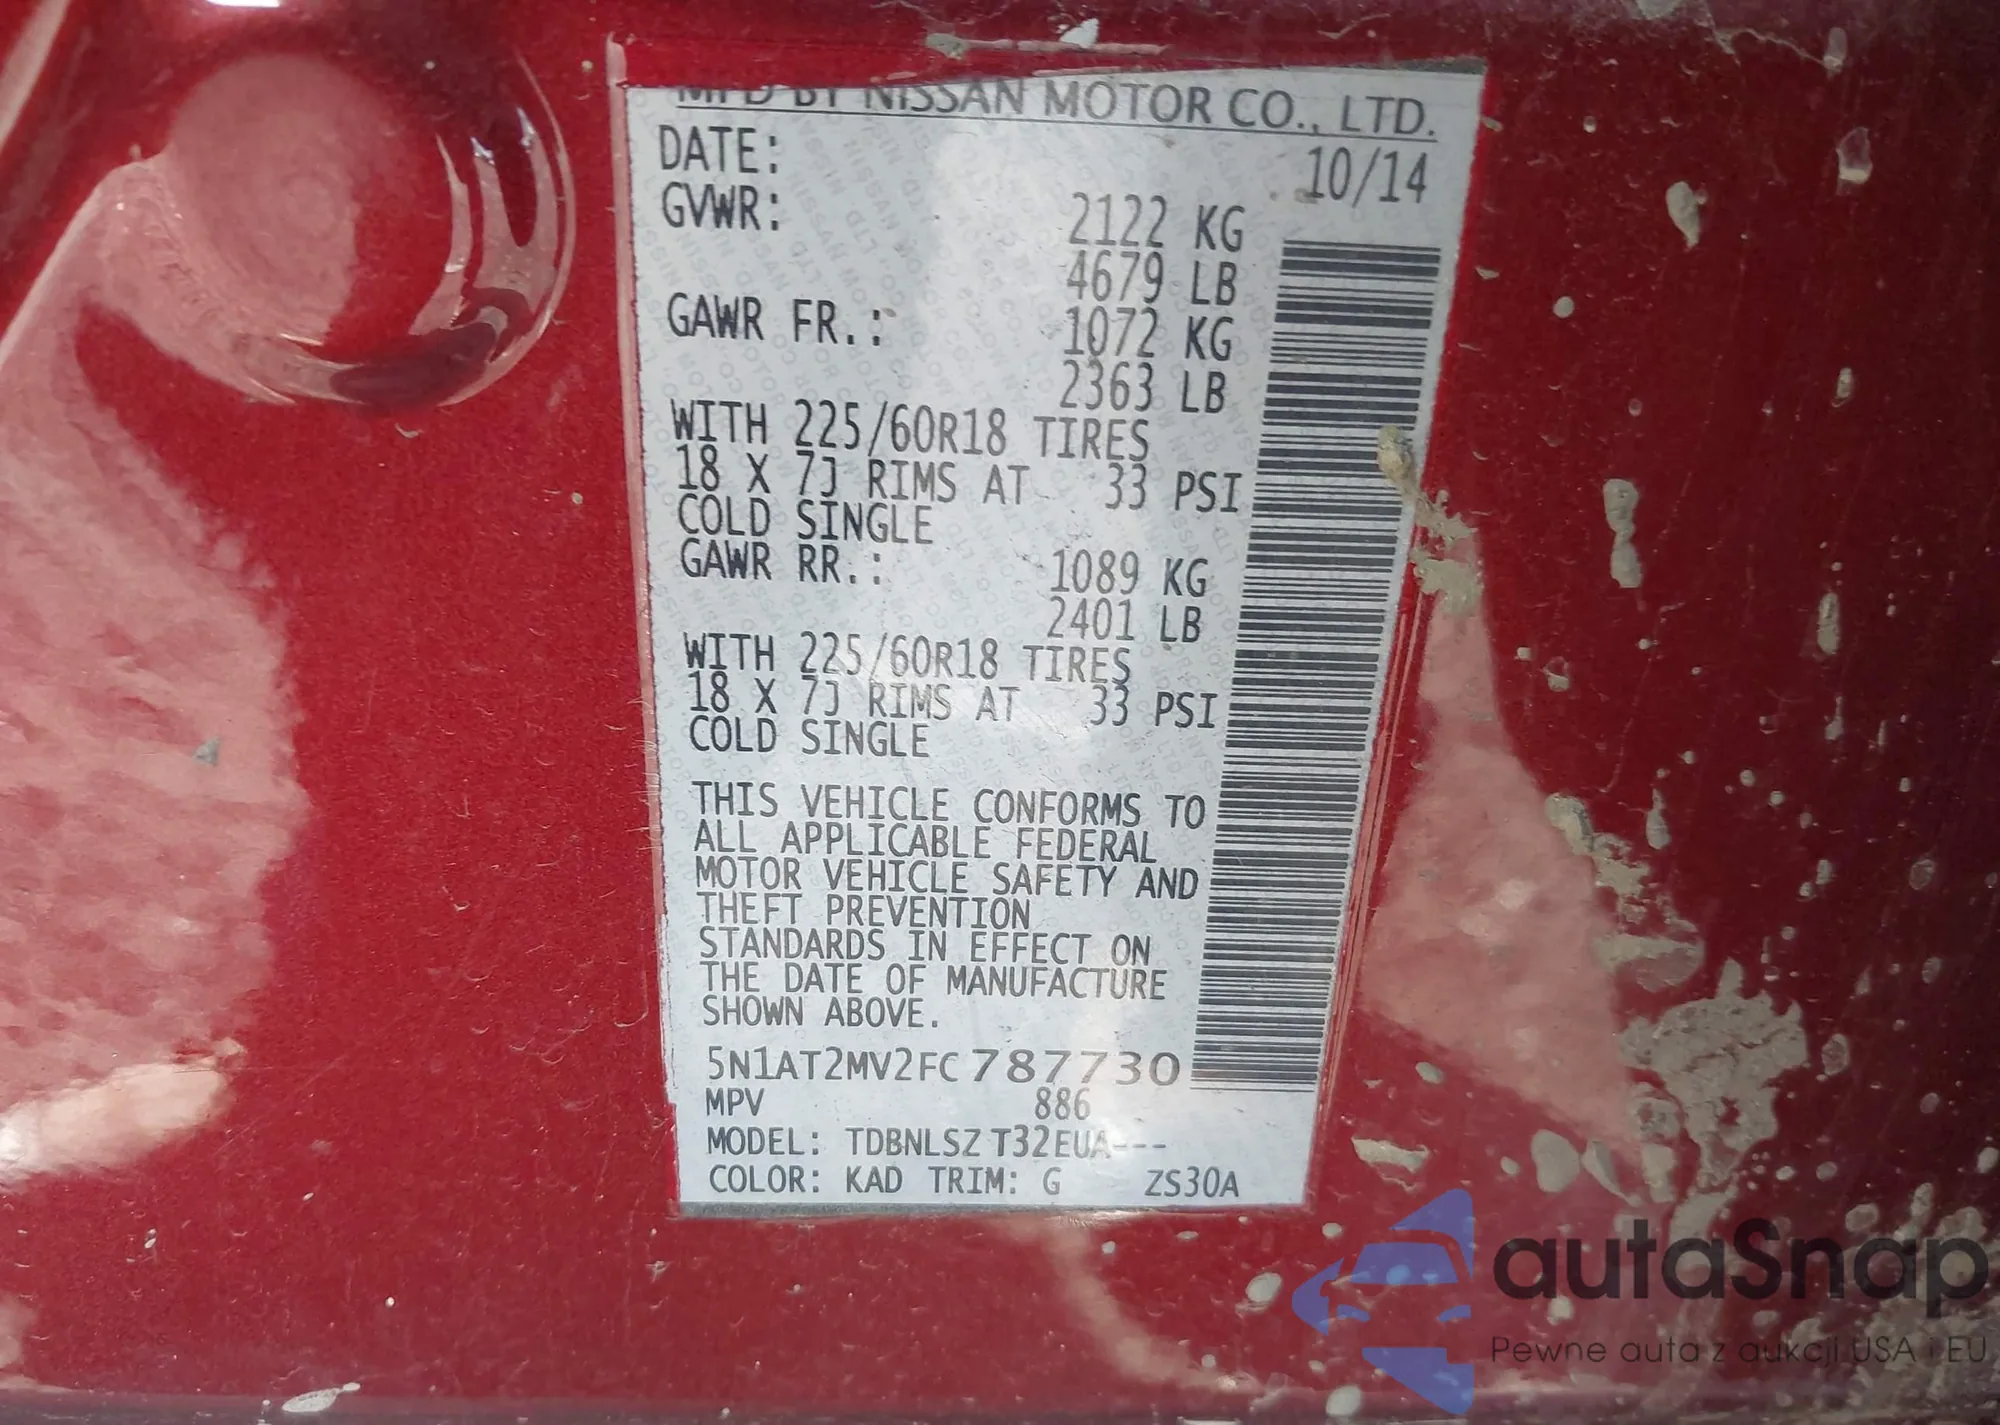 MFD BY NISSAN MOTOR CO., LTD.
DATE: 10/14
GVWR: 2122 KG
4679 LB
GAWR FR.: 1072 KG
2363 LB
WITH 225/60R18 TIRES
18 X 7J RIMS AT 33 PSI
COLD SINGLE
GAWR RR.: 1089 KG
2401 LB
WITH 225/60R18 TIRES
18 X 7J RIMS AT 33 PSI
COLD SINGLE
THIS VEHICLE CONFORMS TO
ALL APPLICABLE FEDERAL
MOTOR VEHICLE SAFETY AND
THEFT PREVENTION
STANDARDS IN EFFECT ON
THE DATE OF MANUFACTURE
SHOWN ABOVE.
5N1AT2MV2FC787730
MPV 886
MODEL: TDBNLSZ T32EUA---
COLOR: KAD TRIM: G ZS30A
autaSnap
Pewne auta z aukcji USA i EU